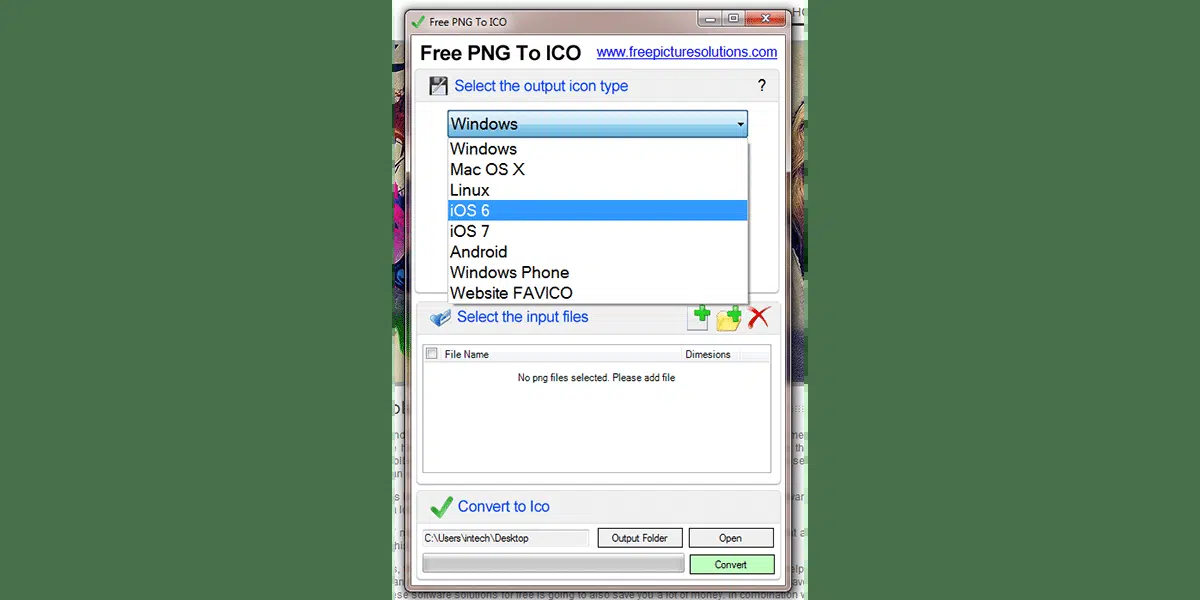 Free PNG To ICO
Free PNG To ICO www.freepicturesolutions.com
Select the output icon type ?
Windows
Windows
Mac OS X
Linux
iOS 6
iOS 7
Android
Windows Phone
Website FAVICO
Select the input files
File Name Dimesions
No png files selected. Please add file
Convert to Ico
C:\Users\intech\Desktop Output Folder Open
Convert
these software solutions for free is going to also save you a lot of money. In combination